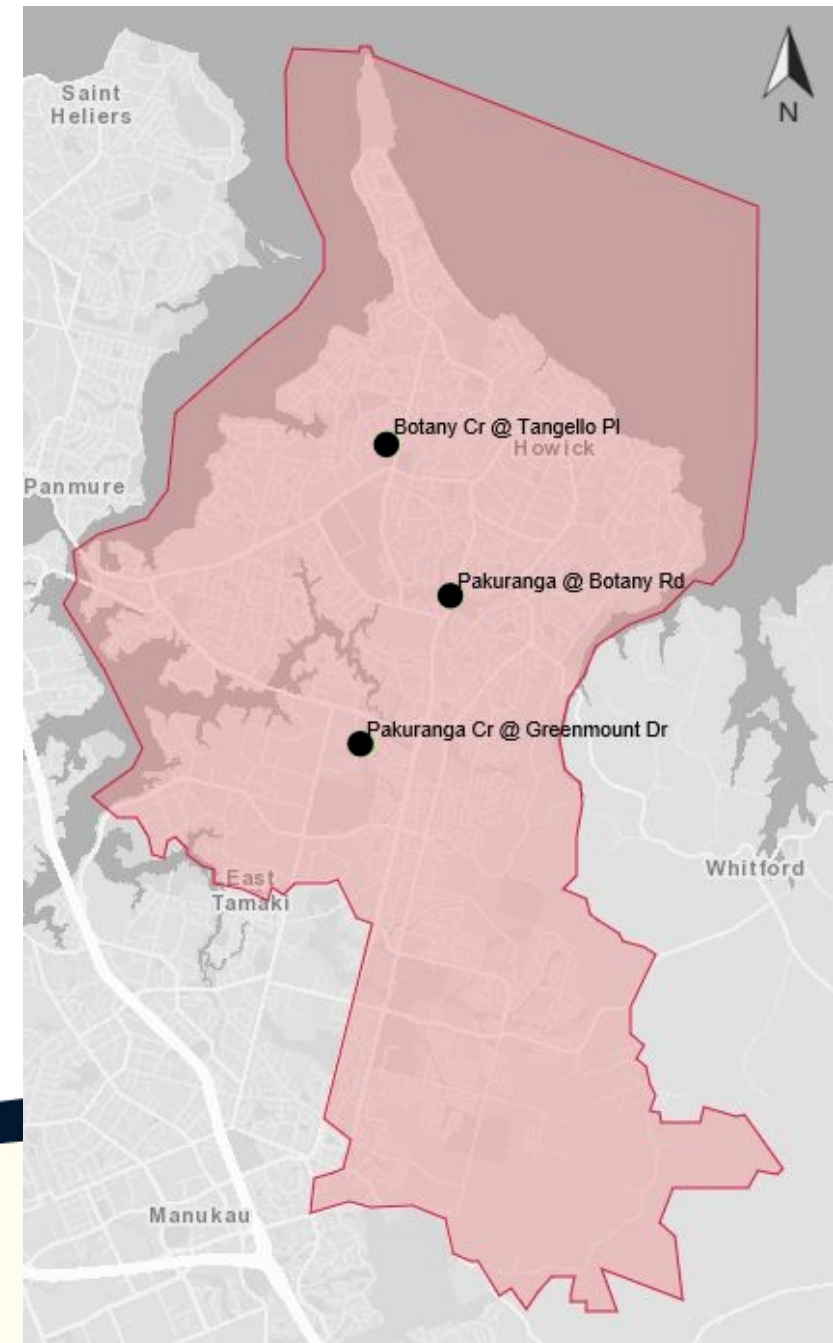 Saint
Heliers
N
Botany Cr @ Tangello Pl
Howick
Panmure
Pakuranga @ Botany Rd
Pakuranga Cr @ Greenmount Dr
Whitford
East
Tamaki
Manukau